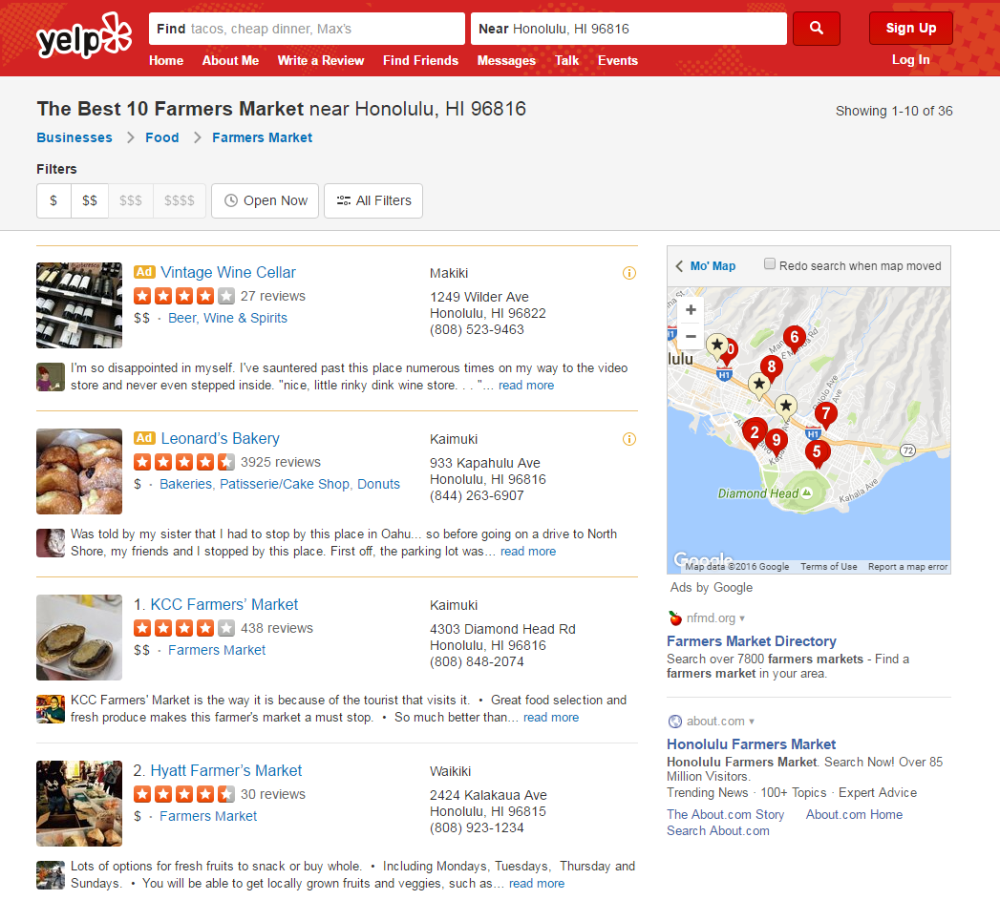 yelp
Find tacos, cheap dinner, Max's
Near Honolulu, HI 96816
Sign Up
Home About Me Write a Review Find Friends Messages Talk Events
Log In
The Best 10 Farmers Market near Honolulu, HI 96816
Showing 1-10 of 36
Businesses Food Farmers Market
Filters
$ $$ $$$ $$$$ Open Now All Filters
Ad Vintage Wine Cellar
27 reviews
$$ · Beer, Wine & Spirits
Makiki
1249 Wilder Ave
Honolulu, HI 96822
(808) 523-9463
I'm so disappointed in myself. I've sauntered past this place numerous times on my way to the video
store and never even stepped inside. "nice, little rinky dink wine store. . . "... read more
Ad Leonard's Bakery
3925 reviews
$ · Bakeries, Patisserie/Cake Shop, Donuts
Kaimuki
933 Kapahulu Ave
Honolulu, HI 96816
(844) 263-6907
Was told by my sister that I had to stop by this place in Oahu... so before going on a drive to North
Shore, my friends and I stopped by this place. First off, the parking lot was... read more
1. KCC Farmers' Market
438 reviews
$$ · Farmers Market
Kaimuki
4303 Diamond Head Rd
Honolulu, HI 96816
(808) 848-2074
KCC Farmers' Market is the way it is because of the tourist that visits it. • Great food selection and
fresh produce makes this farmer's market a must stop. • So much better than... read more
2. Hyatt Farmer's Market
30 reviews
$ · Farmers Market
Waikiki
2424 Kalakaua Ave
Honolulu, HI 96815
(808) 923-1234
Lots of options for fresh fruits to snack or buy whole. • Including Mondays, Tuesdays, Thursday and
Sundays. • You will be able to get locally grown fruits and veggies, such as... read more
Mo' Map
Redo search when map moved
+
−
6
0
lulu
8
H1
7
2
9
H1
5
72
Diamond Head
Kahala Ave
Google
Map data ©2016 Google Terms of Use Report a map error
Ads by Google
nfmd.org
Farmers Market Directory
Search over 7800 farmers markets - Find a
farmers market in your area.
about.com
Honolulu Farmers Market
Honolulu Farmers Market. Search Now! Over 85
Million Visitors.
Trending News · 100+ Topics · Expert Advice
The About.com Story About.com Home
Search About.com